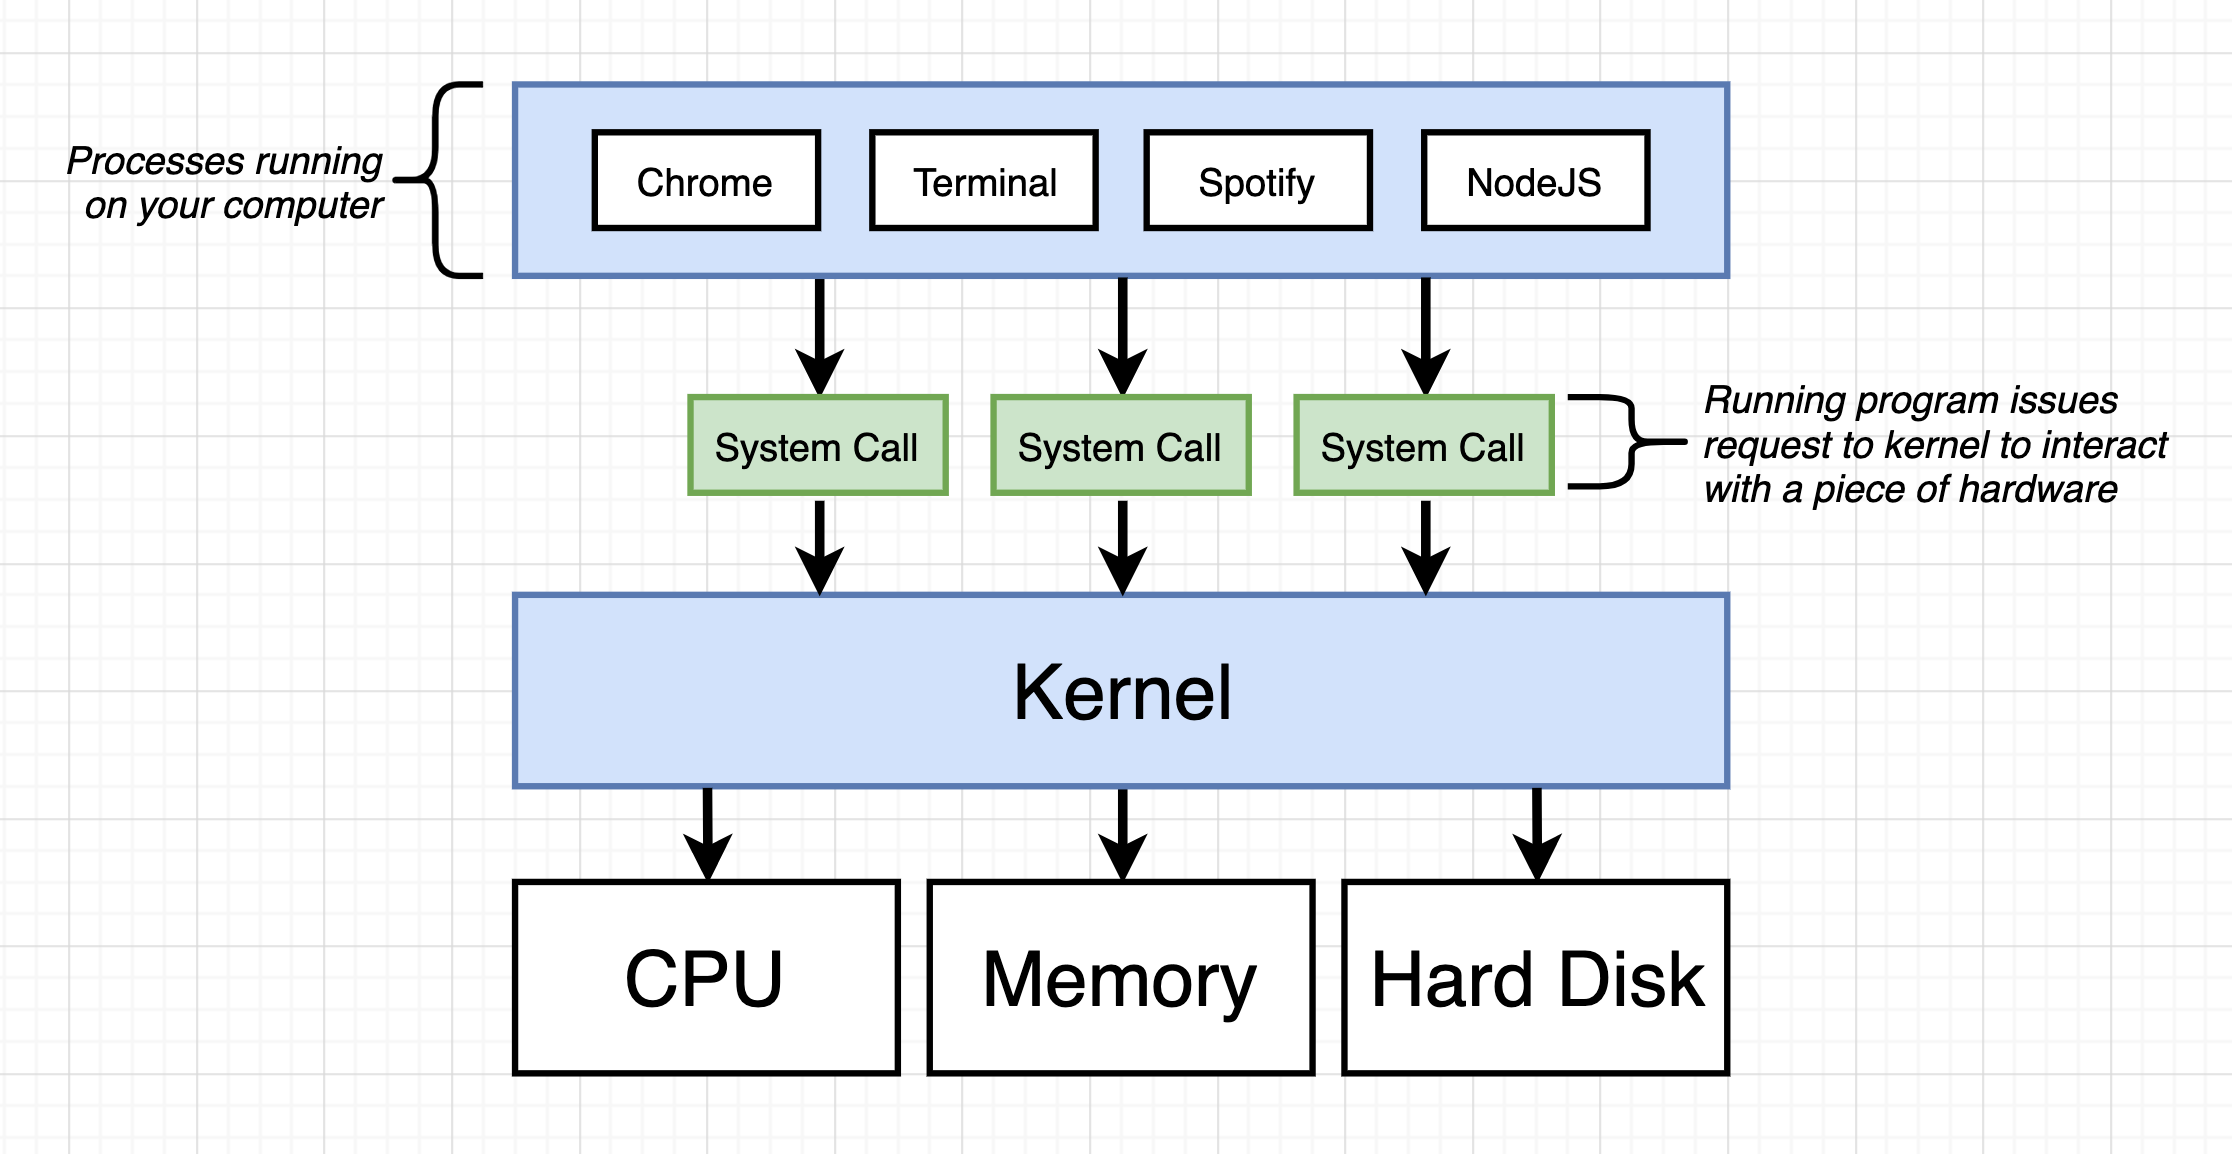 Processes running
on your computer
Chrome
Terminal
Spotify
NodeJS
System Call
System Call
System Call
Running program issues
request to kernel to interact
with a piece of hardware
Kernel
CPU
Memory
Hard Disk